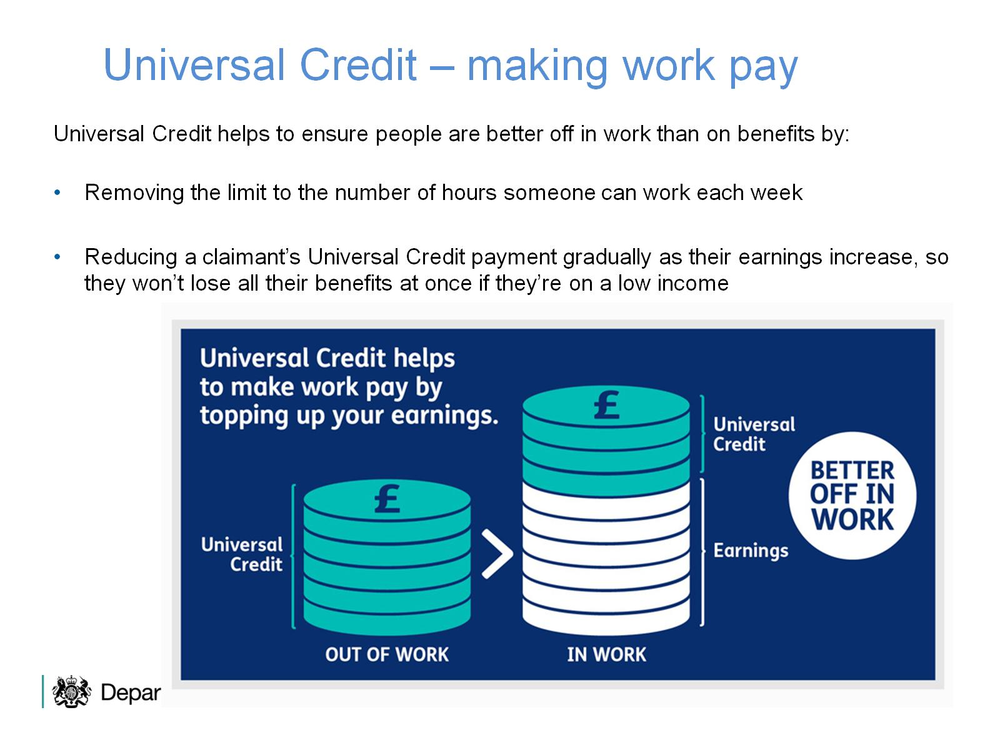 Universal Credit – making work pay
Universal Credit helps to ensure people are better off in work than on benefits by:
• Removing the limit to the number of hours someone can work each week
• Reducing a claimant’s Universal Credit payment gradually as their earnings increase, so
they won’t lose all their benefits at once if they’re on a low income
Universal Credit helps
to make work pay by
topping up your earnings.
£
Universal
Credit
BETTER
OFF IN
WORK
£
Universal
Credit
>
Earnings
OUT OF WORK
IN WORK
Depar